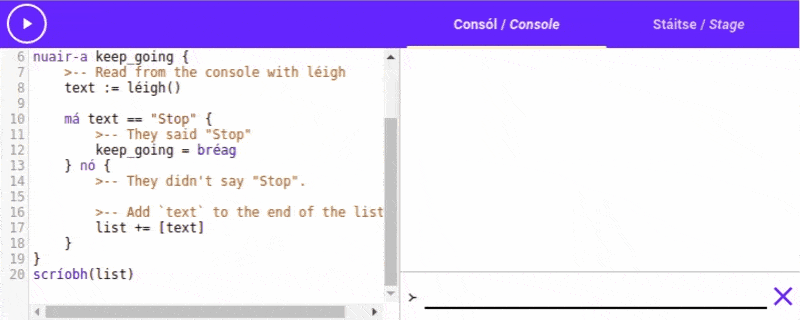 Consól / Console
Stáitse / Stage
6 nuair-a keep_going {
7     >-- Read from the console with léigh
8     text := léigh()
9
10     má text == "Stop" {
11         >-- They said "Stop"
12         keep_going = bréag
13     } nó {
14         >-- They didn't say "Stop".
15
16         >-- Add `text` to the end of the list
17         list += [text]
18     }
19 }
20 scríobh(list)